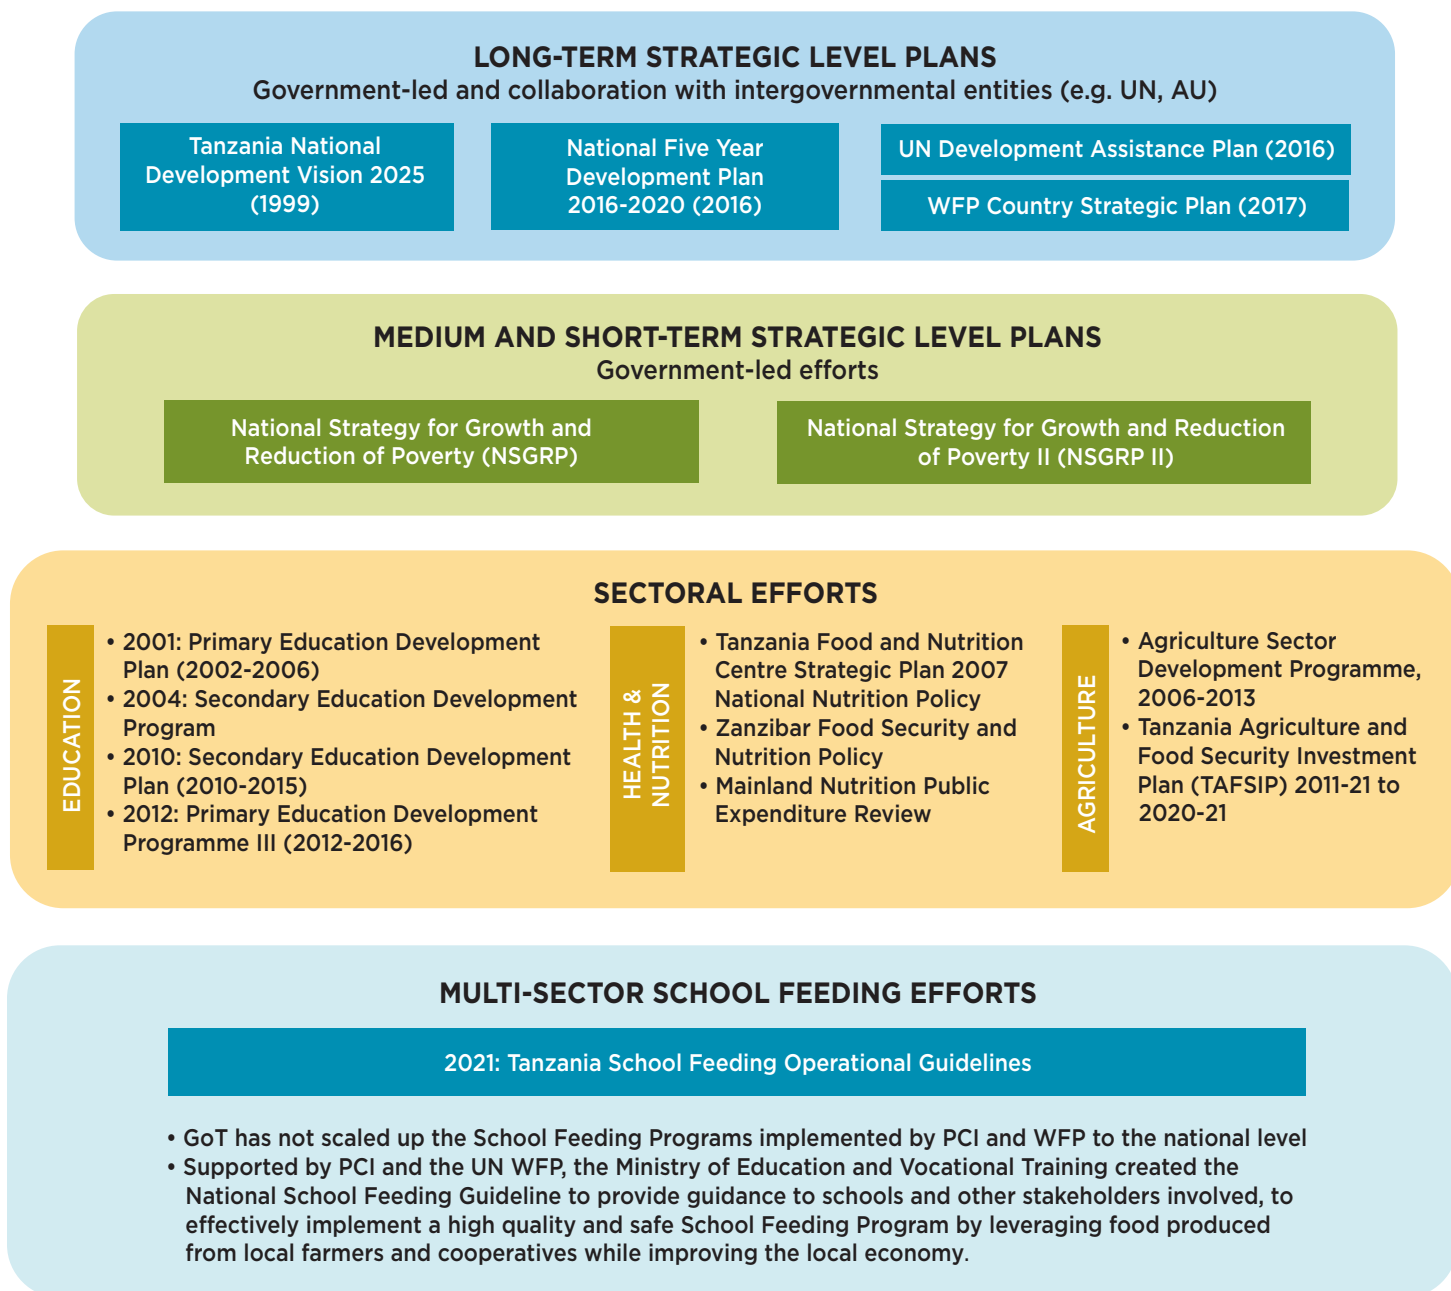 LONG-TERM STRATEGIC LEVEL PLANS
Government-led and collaboration with intergovernmental entities (e.g. UN, AU)
Tanzania National
Development Vision 2025
(1999)
National Five Year
Development Plan
2016-2020 (2016)
UN Development Assistance Plan (2016)
WFP Country Strategic Plan (2017)
MEDIUM AND SHORT-TERM STRATEGIC LEVEL PLANS
Government-led efforts
National Strategy for Growth and
Reduction of Poverty (NSGRP)
National Strategy for Growth and Reduction
of Poverty II (NSGRP II)
SECTORAL EFFORTS
EDUCATION
• 2001: Primary Education Development
Plan (2002-2006)
• 2004: Secondary Education Development
Program
• 2010: Secondary Education Development
Plan (2010-2015)
• 2012: Primary Education Development
Programme III (2012-2016)
HEALTH &
NUTRITION
• Tanzania Food and Nutrition
Centre Strategic Plan 2007
National Nutrition Policy
• Zanzibar Food Security and
Nutrition Policy
• Mainland Nutrition Public
Expenditure Review
AGRICULTURE
• Agriculture Sector
Development Programme,
2006-2013
• Tanzania Agriculture and
Food Security Investment
Plan (TAFSIP) 2011-21 to
2020-21
MULTI-SECTOR SCHOOL FEEDING EFFORTS
2021: Tanzania School Feeding Operational Guidelines
• GoT has not scaled up the School Feeding Programs implemented by PCI and WFP to the national level
• Supported by PCI and the UN WFP, the Ministry of Education and Vocational Training created the
National School Feeding Guideline to provide guidance to schools and other stakeholders involved, to
effectively implement a high quality and safe School Feeding Program by leveraging food produced
from local farmers and cooperatives while improving the local economy.